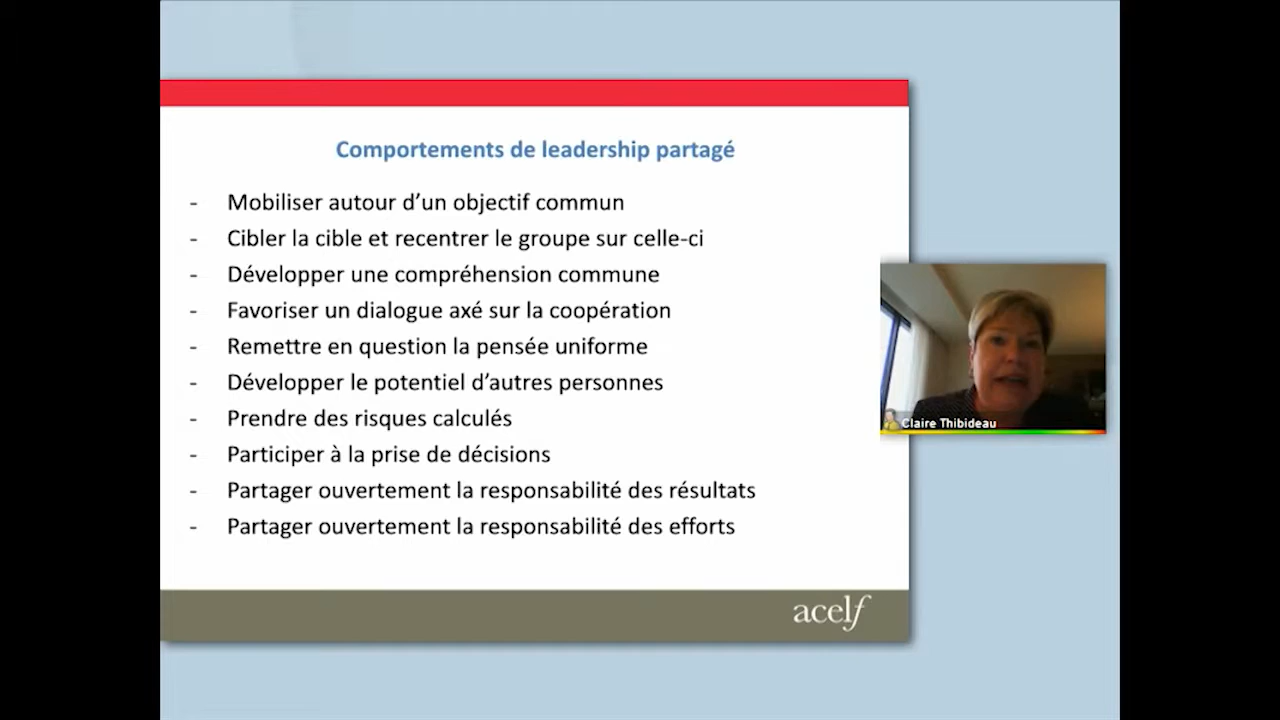 Comportements de leadership partagé
- Mobiliser autour d’un objectif commun
- Cibler la cible et recentrer le groupe sur celle-ci
- Développer une compréhension commune
- Favoriser un dialogue axé sur la coopération
- Remettre en question la pensée uniforme
- Développer le potentiel d’autres personnes
- Prendre des risques calculés
- Participer à la prise de décisions
- Partager ouvertement la responsabilité des résultats
- Partager ouvertement la responsabilité des efforts
Claire Thibideau
acelf